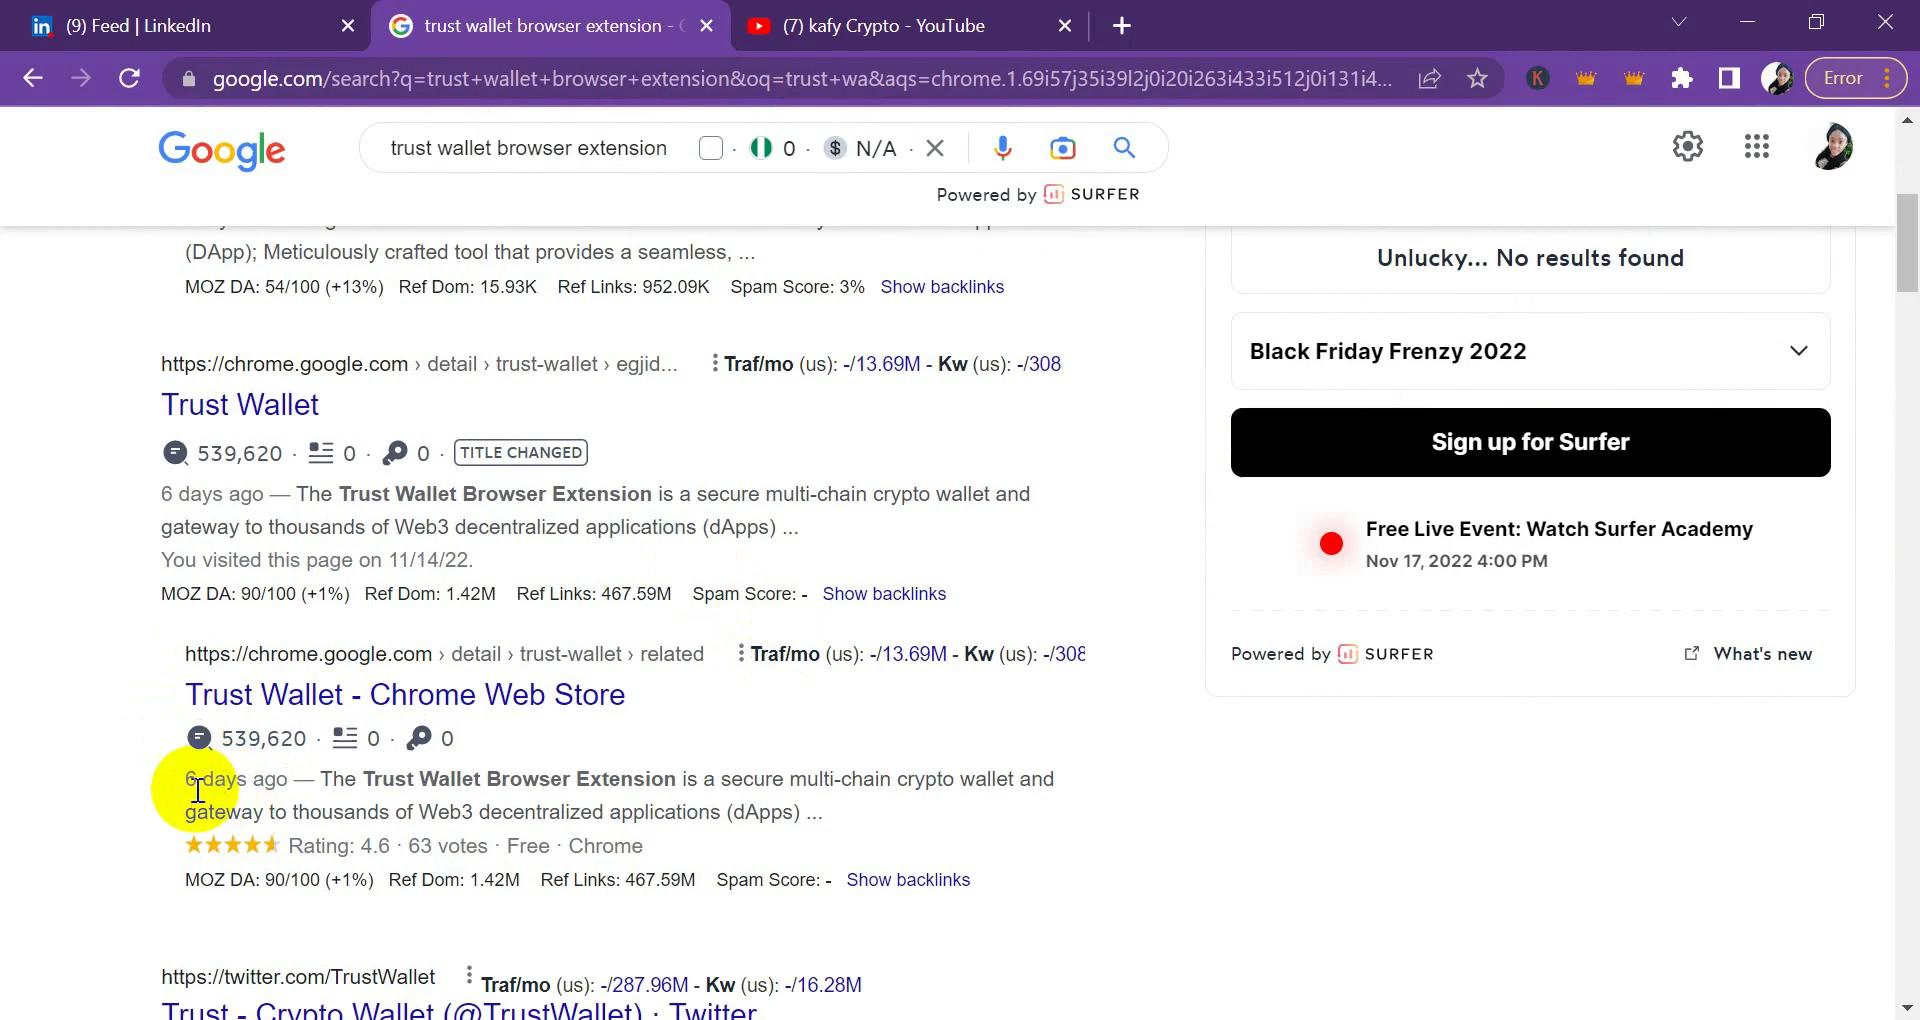 (9) Feed | LinkedIn
trust wallet browser extension -
(7) kafy Crypto - YouTube
google.com/search?q=trust+wallet+browser+extension&oq=trust+wa&aqs=chrome.1.69i57j35i39l2j0i20i263i433i512j0i131i4...
K
Error
Google
trust wallet browser extension · 0 · $ N/A ·
Powered by SURFER
(DApp); Meticulously crafted tool that provides a seamless, ...
MOZ DA: 54/100 (+13%) Ref Dom: 15.93K Ref Links: 952.09K Spam Score: 3% Show backlinks
https://chrome.google.com › detail › trust-wallet › egjid... Traf/mo (us): -/13.69M - Kw (us): -/308
Trust Wallet
539,620 · 0 · 0 · TITLE CHANGED
6 days ago — The Trust Wallet Browser Extension is a secure multi-chain crypto wallet and
gateway to thousands of Web3 decentralized applications (dApps) ...
You visited this page on 11/14/22.
MOZ DA: 90/100 (+1%) Ref Dom: 1.42M Ref Links: 467.59M Spam Score: - Show backlinks
https://chrome.google.com › detail › trust-wallet › related Traf/mo (us): -/13.69M - Kw (us): -/308
Trust Wallet - Chrome Web Store
539,620 · 0 · 0
6 days ago — The Trust Wallet Browser Extension is a secure multi-chain crypto wallet and
gateway to thousands of Web3 decentralized applications (dApps) ...
Rating: 4.6 · 63 votes · Free · Chrome
MOZ DA: 90/100 (+1%) Ref Dom: 1.42M Ref Links: 467.59M Spam Score: - Show backlinks
https://twitter.com/TrustWallet Traf/mo (us): -/287.96M - Kw (us): -/16.28M
Trust - Crypto Wallet (@TrustWallet) · Twitter
Unlucky... No results found
Black Friday Frenzy 2022
Sign up for Surfer
Free Live Event: Watch Surfer Academy
Nov 17, 2022 4:00 PM
Powered by SURFER
What's new